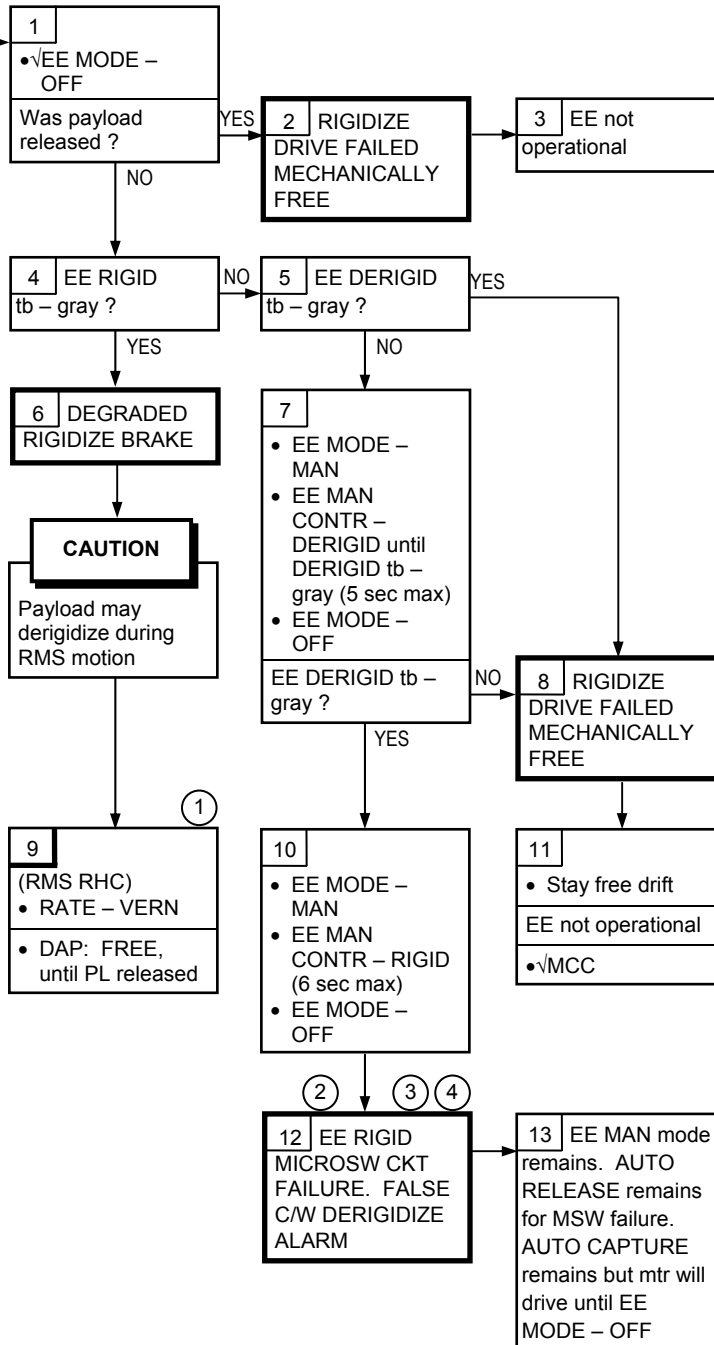 1
•√EE MODE –
OFF
Was payload
released ?
YES
NO
2 RIGIDIZE
DRIVE FAILED
MECHANICALLY
FREE
3 EE not
operational
4 EE RIGID
tb – gray ?
NO
YES
5 EE DERIGID
tb – gray ?
YES
NO
6 DEGRADED
RIGIDIZE BRAKE
CAUTION
Payload may
derigidize during
RMS motion
7
• EE MODE –
MAN
• EE MAN
CONTR –
DERIGID until
DERIGID tb –
gray (5 sec max)
• EE MODE –
OFF
EE DERIGID tb –
gray ?
NO
YES
8 RIGIDIZE
DRIVE FAILED
MECHANICALLY
FREE
1
9
(RMS RHC)
• RATE – VERN
• DAP: FREE,
until PL released
10
• EE MODE –
MAN
• EE MAN
CONTR – RIGID
(6 sec max)
• EE MODE –
OFF
11
• Stay free drift
EE not operational
•√MCC
2 3 4
12 EE RIGID
MICROSW CKT
FAILURE. FALSE
C/W DERIGIDIZE
ALARM
13 EE MAN mode
remains. AUTO
RELEASE remains
for MSW failure.
AUTO CAPTURE
remains but mtr will
drive until EE
MODE – OFF